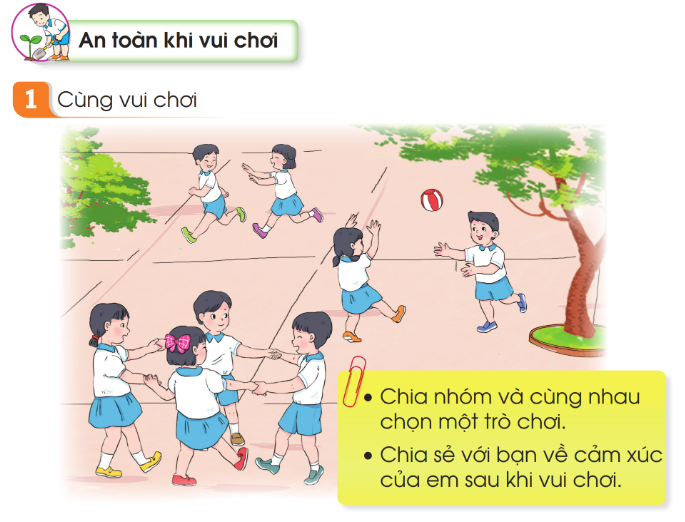 An toàn khi vui chơi
1 Cùng vui chơi
• Chia nhóm và cùng nhau
chọn một trò chơi.
• Chia sẻ với bạn về cảm xúc
của em sau khi vui chơi.